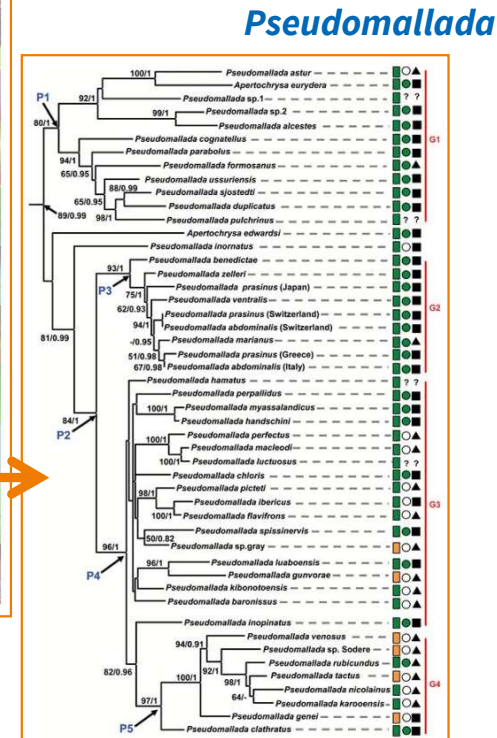 Pseudomallada
100/1
Pseudomallada astur
Apertochrysa eurydera
P1
92/1
Pseudomallada sp.1
? ?
99/1
Pseudomallada sp.2
Pseudomallada alcestes
80/1
G1
Pseudomallada cognatellus
94/1
Pseudomallada parabolus
65/0.95
Pseudomallada formosanus
Pseudomallada ussuriensis
88/0.99
Pseudomallada sjostedti
65/0.95
Pseudomallada duplicatus
89/0.99
98/1
Pseudomallada pulchrinus
? ?
Apertochrysa edwardsi
Pseudomallada inornatus
93/1
Pseudomallada benedictae
P3
Pseudomallada zelleri
75/1
Pseudomallada prasinus (Japan)
62/0.93
Pseudomallada ventralis
G2
94/1
Pseudomallada prasinus (Switzerland)
Pseudomallada abdominalis (Switzerland)
81/0.99
-/0.95
Pseudomallada marianus
51/0.98
Pseudomallada prasinus (Greece)
67/0.98
Pseudomallada abdominalis (Italy)
Pseudomallada hamatus
? ?
Pseudomallada perpallidus
84/1
100/1
Pseudomallada myassalandicus
P2
Pseudomallada handschini
100/1
Pseudomallada perfectus
Pseudomallada macleodi
100/1
Pseudomallada luctuosus
? ?
Pseudomallada chloris
G3
Pseudomallada picteti
98/1
Pseudomallada ibericus
100/1
Pseudomallada flavifrons
Pseudomallada spissinervis
50/0.82
Pseudomallada sp.gray
96/1
96/1
Pseudomallada luaboensis
P4
Pseudomallada gunvorae
Pseudomallada kibonotoensis
Pseudomallada baronissus
Pseudomallada inopinatus
94/0.91
Pseudomallada venosus
Pseudomallada sp. Sodere
82/0.96
92/1
Pseudomallada rubicundus
100/1
98/1
Pseudomallada tactus
G4
64/-
Pseudomallada nicolainus
97/1
Pseudomallada karooensis
Pseudomallada genei
P5
Pseudomallada clathratus